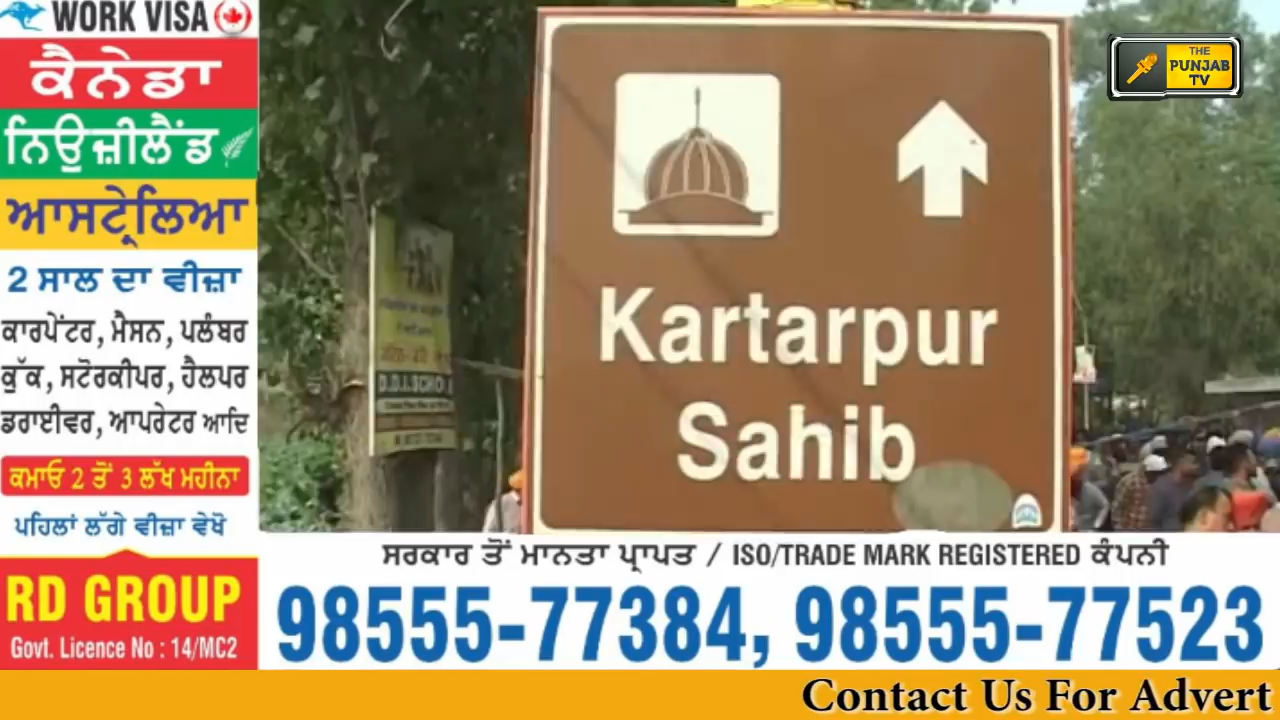 WORK VISA
ਕੈਨੇਡਾ
ਨਿਊਜ਼ੀਲੈਂਡ
ਆਸਟ੍ਰੇਲਿਆ
2 ਸਾਲ ਦਾ ਵੀਜ਼ਾ
ਕਾਰਪੇਂਟਰ, ਮੈਸਨ, ਪਲੰਬਰ
ਕੁੱਕ, ਸਟੋਰਕੀਪਰ, ਹੈਲਪਰ
ਡਰਾਈਵਰ, ਆਪਰੇਟਰ ਆਦਿ
ਕਮਾਓ 2 ਤੋਂ 3 ਲੱਖ ਮਹੀਨਾ
ਪਹਿਲਾਂ ਲੱਗੇ ਵੀਜ਼ਾ ਵੇਖੋ
RD GROUP
Govt. Licence No : 14/MC2
THE
PUNJAB
TV
Kartarpur
Sahib
D.D.I.SCHO
ਸਰਕਾਰ ਤੋਂ ਮਾਨਤਾ ਪ੍ਰਾਪਤ / ISO/TRADE MARK REGISTERED ਕੰਪਨੀ
98555-77384, 98555-77523
Contact Us For Advert